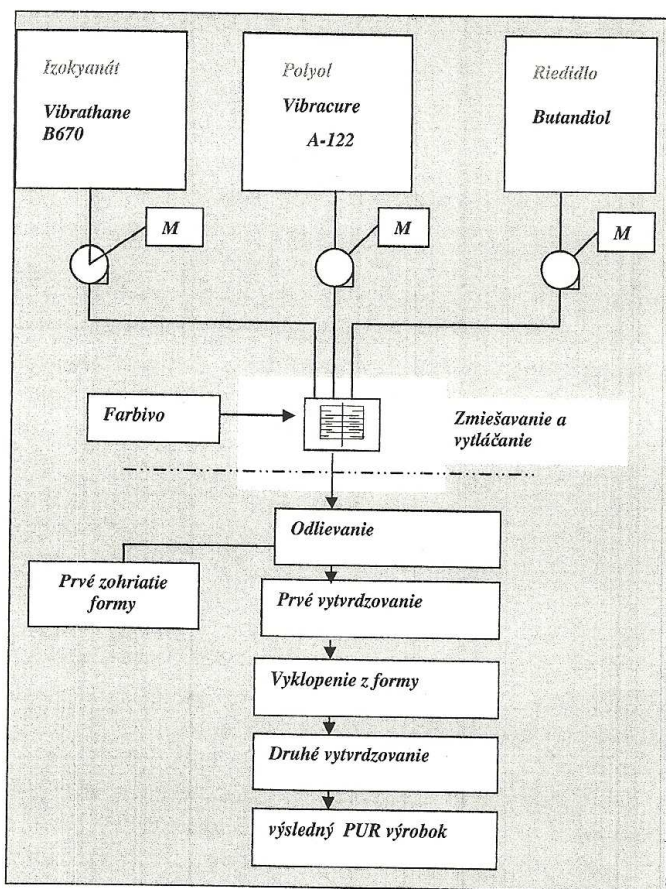 Izokyanát
Vibrathane
B670
Polyol
Vibracure
A-122
Riedidlo
Butandiol
M
M
M
Farbivo
Zmiešavanie a
vytláčanie
Odlievanie
Prvé zohriatie
formy
Prvé vytvrdzovanie
Vyklopenie z formy
Druhé vytvrdzovanie
výsledný PUR výrobok